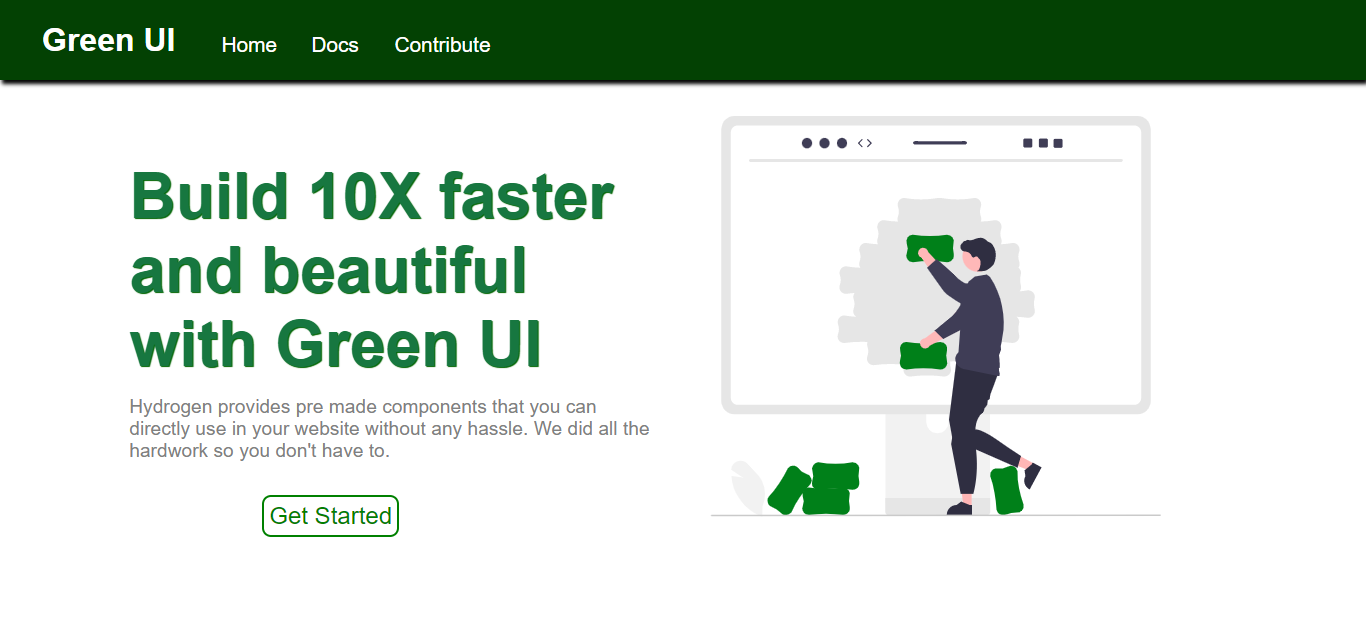 Green UI
Home
Docs
Contribute
Build 10X faster
and beautiful
with Green UI
Hydrogen provides pre made components that you can
directly use in your website without any hassle. We did all the
hardwork so you don't have to.
Get Started